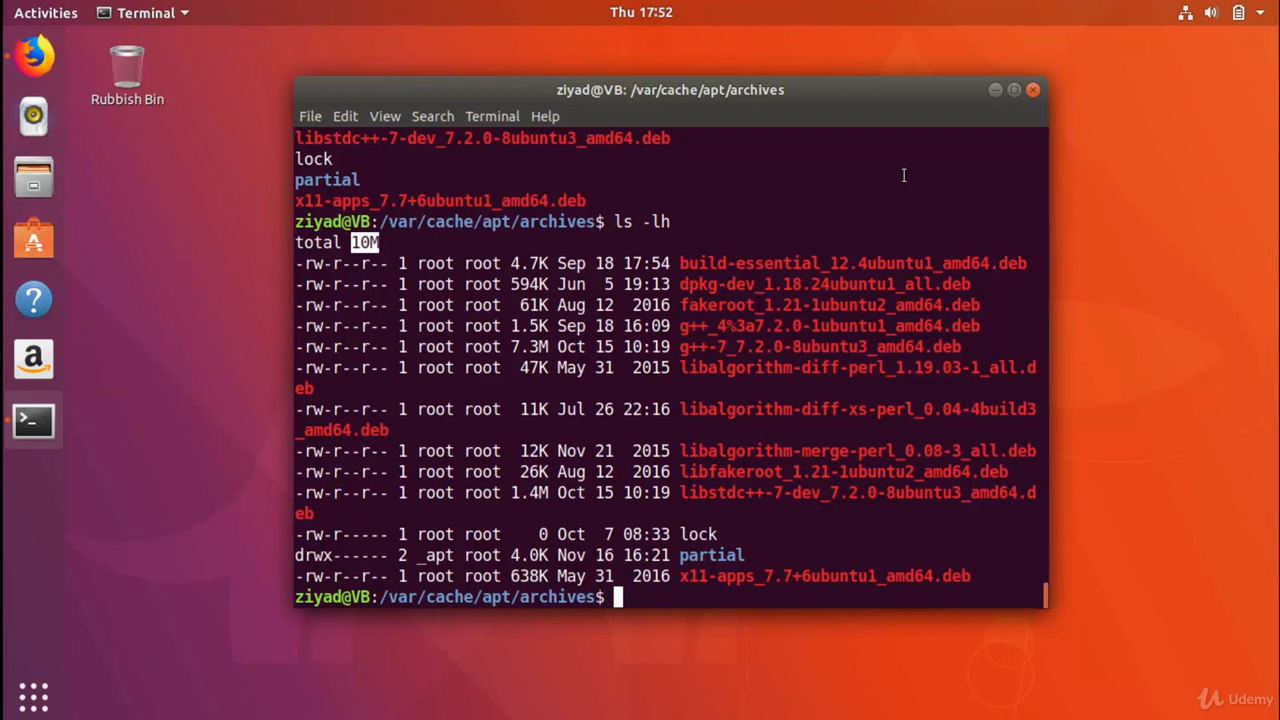 Activities Terminal Thu 17:52
Rubbish Bin
ziyad@VB: /var/cache/apt/archives
File Edit View Search Terminal Help
libstdc++-7-dev_7.2.0-8ubuntu3_amd64.deb
lock
partial
x11-apps_7.7+6ubuntu1_amd64.deb
ziyad@VB:/var/cache/apt/archives$ ls -lh
total 10M
-rw-r--r-- 1 root root 4.7K Sep 18 17:54 build-essential_12.4ubuntu1_amd64.deb
-rw-r--r-- 1 root root 594K Jun  5 19:13 dpkg-dev_1.18.24ubuntu1_all.deb
-rw-r--r-- 1 root root  61K Aug 12  2016 fakeroot_1.21-1ubuntu2_amd64.deb
-rw-r--r-- 1 root root 1.5K Sep 18 16:09 g++_4%3a7.2.0-1ubuntu1_amd64.deb
-rw-r--r-- 1 root root 7.3M Oct 15 10:19 g++-7_7.2.0-8ubuntu3_amd64.deb
-rw-r--r-- 1 root root  47K May 31  2015 libalgorithm-diff-perl_1.19.03-1_all.d
eb
-rw-r--r-- 1 root root  11K Jul 26 22:16 libalgorithm-diff-xs-perl_0.04-4build3
_amd64.deb
-rw-r--r-- 1 root root  12K Nov 21  2015 libalgorithm-merge-perl_0.08-3_all.deb
-rw-r--r-- 1 root root  26K Aug 12  2016 libfakeroot_1.21-1ubuntu2_amd64.deb
-rw-r--r-- 1 root root 1.4M Oct 15 10:19 libstdc++-7-dev_7.2.0-8ubuntu3_amd64.d
eb
-rw-r----- 1 root root    0 Oct  7 08:33 lock
drwx------ 2 _apt root 4.0K Nov 16 16:21 partial
-rw-r--r-- 1 root root 638K May 31  2016 x11-apps_7.7+6ubuntu1_amd64.deb
ziyad@VB:/var/cache/apt/archives$
Udemy